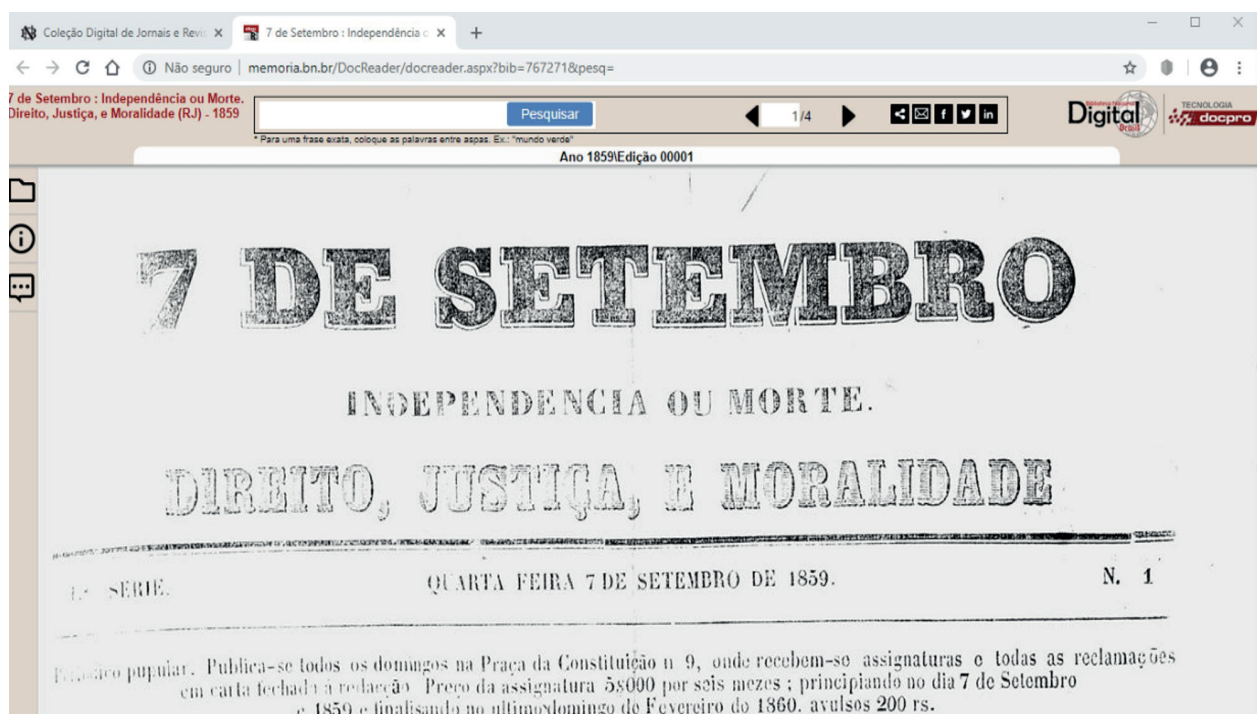 Coleção Digital de Jornais e Revi
7 de Setembro : Independência o
Não seguro | memoria.bn.br/DocReader/docreader.aspx?bib=767271&pesq=
7 de Setembro : Independência ou Morte.
Direito, Justiça, e Moralidade (RJ) - 1859
Pesquisar
1/4
* Para uma frase exata, coloque as palavras entre aspas. Ex.: "mundo verde"
Biblioteca Nacional
Digital
Brasil
TECNOLOGIA
docpro
Ano 1859\Edição 00001
7 DE SETEMBRO
INDEPENDENCIA OU MORTE.
DIREITO, JUSTIÇA, E MORALIDADE
SERIE.
QUARTA FEIRA 7 DE SETEMBRO DE 1859.
N. 1
pupular. Publica-se todos os domingos na Praça da Constituição n 9, onde recebem-se assignaturas e todas as reclamações
em carta fechada á redacção Preço da assignatura 5$000 por seis mezes ; principiando no dia 7 de Setembro
1859 e finalisando no ultimo domingo de Fevereiro do 1860. avulsos 200 rs.